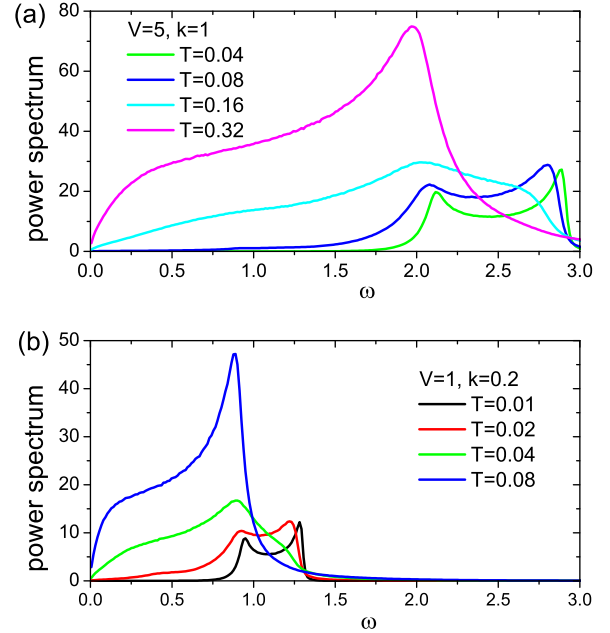 (a)
V=5, k=1
T=0.04
T=0.08
T=0.16
T=0.32
power spectrum
80
60
40
20
0
0.0 0.5 1.0 1.5 2.0 2.5 3.0
ω
(b)
V=1, k=0.2
T=0.01
T=0.02
T=0.04
T=0.08
power spectrum
50
40
30
20
10
0
0.0 0.5 1.0 1.5 2.0 2.5 3.0
ω